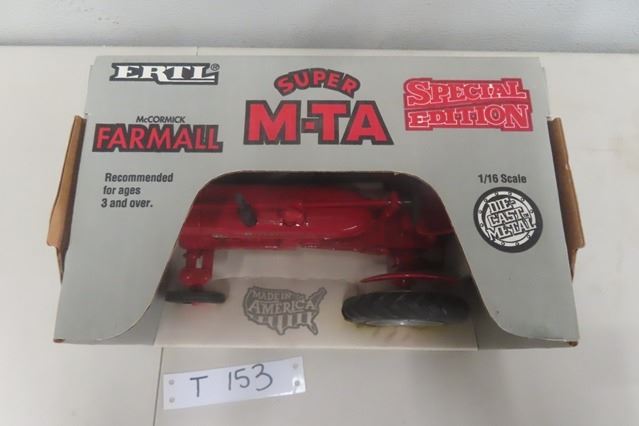 ERTL®
SUPER
M-TA
SPECIAL
EDITION
McCORMICK
FARMALL
Recommended
for ages
3 and over.
1/16 Scale
DIE-
CAST
METAL
MADE IN
AMERICA
T 153